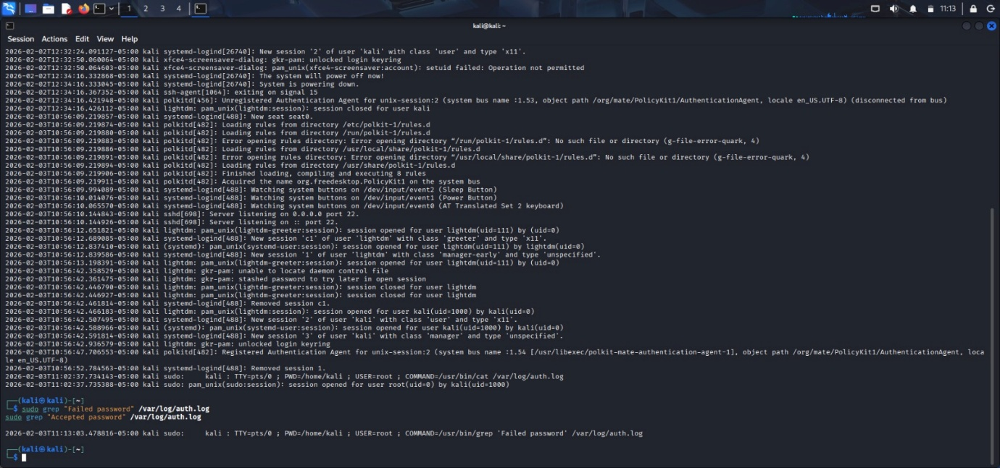 1 2 3 4
11:13
kali@kali: ~
Session Actions Edit View Help
2026-02-02T12:32:24.091127-05:00 kali systemd-logind[26740]: New session '2' of user 'kali' with class 'user' and type 'x11'.
2026-02-02T12:32:50.060064-05:00 kali xfce4-screensaver-dialog: gkr-pam: unlocked login keyring
2026-02-02T12:32:50.064603-05:00 kali xfce4-screensaver-dialog: pam_unix(xfce4-screensaver:account): setuid failed: Operation not permitted
2026-02-02T12:34:16.332868-05:00 kali systemd-logind[26740]: The system will power off now!
2026-02-02T12:34:16.333045-05:00 kali systemd-logind[26740]: System is powering down.
2026-02-02T12:34:16.367352-05:00 kali ssh-agent[1064]: exiting on signal 15
2026-02-02T12:34:16.421948-05:00 kali polkitd[456]: Unregistered Authentication Agent for unix-session:2 (system bus name :1.53, object path /org/mate/PolicyKit1/AuthenticationAgent, locale en_US.UTF-8) (disconnected from bus)
2026-02-02T12:34:16.426112-05:00 kali lightdm: pam_unix(lightdm:session): session closed for user kali
2026-02-03T10:56:09.219857-05:00 kali systemd-logind[488]: New seat seat0.
2026-02-03T10:56:09.219874-05:00 kali polkitd[482]: Loading rules from directory /etc/polkit-1/rules.d
2026-02-03T10:56:09.219880-05:00 kali polkitd[482]: Loading rules from directory /run/polkit-1/rules.d
2026-02-03T10:56:09.219883-05:00 kali polkitd[482]: Error opening rules directory: Error opening directory “/run/polkit-1/rules.d”: No such file or directory (g-file-error-quark, 4)
2026-02-03T10:56:09.219886-05:00 kali polkitd[482]: Loading rules from directory /usr/local/share/polkit-1/rules.d
2026-02-03T10:56:09.219891-05:00 kali polkitd[482]: Error opening rules directory: Error opening directory “/usr/local/share/polkit-1/rules.d”: No such file or directory (g-file-error-quark, 4)
2026-02-03T10:56:09.219894-05:00 kali polkitd[482]: Loading rules from directory /usr/share/polkit-1/rules.d
2026-02-03T10:56:09.219906-05:00 kali polkitd[482]: Finished loading, compiling and executing 8 rules
2026-02-03T10:56:09.219911-05:00 kali polkitd[482]: Acquired the name org.freedesktop.PolicyKit1 on the system bus
2026-02-03T10:56:09.994089-05:00 kali systemd-logind[488]: Watching system buttons on /dev/input/event2 (Sleep Button)
2026-02-03T10:56:10.014076-05:00 kali systemd-logind[488]: Watching system buttons on /dev/input/event1 (Power Button)
2026-02-03T10:56:10.065570-05:00 kali systemd-logind[488]: Watching system buttons on /dev/input/event0 (AT Translated Set 2 keyboard)
2026-02-03T10:56:10.144843-05:00 kali sshd[698]: Server listening on 0.0.0.0 port 22.
2026-02-03T10:56:10.144926-05:00 kali sshd[698]: Server listening on :: port 22.
2026-02-03T10:56:12.651821-05:00 kali lightdm: pam_unix(lightdm-greeter:session): session opened for user lightdm(uid=111) by (uid=0)
2026-02-03T10:56:12.689085-05:00 kali systemd-logind[488]: New session 'c1' of user 'lightdm' with class 'greeter' and type 'x11'.
2026-02-03T10:56:12.837410-05:00 kali (systemd): pam_unix(systemd-user:session): session opened for user lightdm(uid=111) by lightdm(uid=0)
2026-02-03T10:56:12.839586-05:00 kali systemd-logind[488]: New session '1' of user 'lightdm' with class 'manager-early' and type 'unspecified'.
2026-02-03T10:56:13.198391-05:00 kali lightdm: pam_unix(lightdm-greeter:session): session opened for user lightdm(uid=111) by (uid=0)
2026-02-03T10:56:42.358529-05:00 kali lightdm: gkr-pam: unable to locate daemon control file
2026-02-03T10:56:42.361475-05:00 kali lightdm: gkr-pam: stashed password to try later in open session
2026-02-03T10:56:42.446790-05:00 kali lightdm: pam_unix(lightdm-greeter:session): session closed for user lightdm
2026-02-03T10:56:42.446927-05:00 kali lightdm: pam_unix(lightdm-greeter:session): session closed for user lightdm
2026-02-03T10:56:42.461814-05:00 kali systemd-logind[488]: Removed session c1.
2026-02-03T10:56:42.466183-05:00 kali lightdm: pam_unix(lightdm:session): session opened for user kali(uid=1000) by kali(uid=0)
2026-02-03T10:56:42.507495-05:00 kali systemd-logind[488]: New session '2' of user 'kali' with class 'user' and type 'x11'.
2026-02-03T10:56:42.588966-05:00 kali (systemd): pam_unix(systemd-user:session): session opened for user kali(uid=1000) by kali(uid=0)
2026-02-03T10:56:42.591814-05:00 kali systemd-logind[488]: New session '3' of user 'kali' with class 'manager' and type 'unspecified'.
2026-02-03T10:56:42.936579-05:00 kali lightdm: gkr-pam: unlocked login keyring
2026-02-03T10:56:47.706553-05:00 kali polkitd[482]: Registered Authentication Agent for unix-session:2 (system bus name :1.54 [/usr/libexec/polkit-mate-authentication-agent-1], object path /org/mate/PolicyKit1/AuthenticationAgent, loca
le en_US.UTF-8)
2026-02-03T10:56:52.784563-05:00 kali systemd-logind[488]: Removed session 1.
2026-02-03T11:02:37.734143-05:00 kali sudo:     kali : TTY=pts/0 ; PWD=/home/kali ; USER=root ; COMMAND=/usr/bin/cat /var/log/auth.log
2026-02-03T11:02:37.735388-05:00 kali sudo: pam_unix(sudo:session): session opened for user root(uid=0) by kali(uid=1000)
┌──(kali㉿kali)-[~]
└─$ sudo grep "Failed password" /var/log/auth.log
sudo grep "Accepted password" /var/log/auth.log
2026-02-03T11:13:03.478816-05:00 kali sudo:     kali : TTY=pts/0 ; PWD=/home/kali ; USER=root ; COMMAND=/usr/bin/grep 'Failed password' /var/log/auth.log
┌──(kali㉿kali)-[~]
└─$